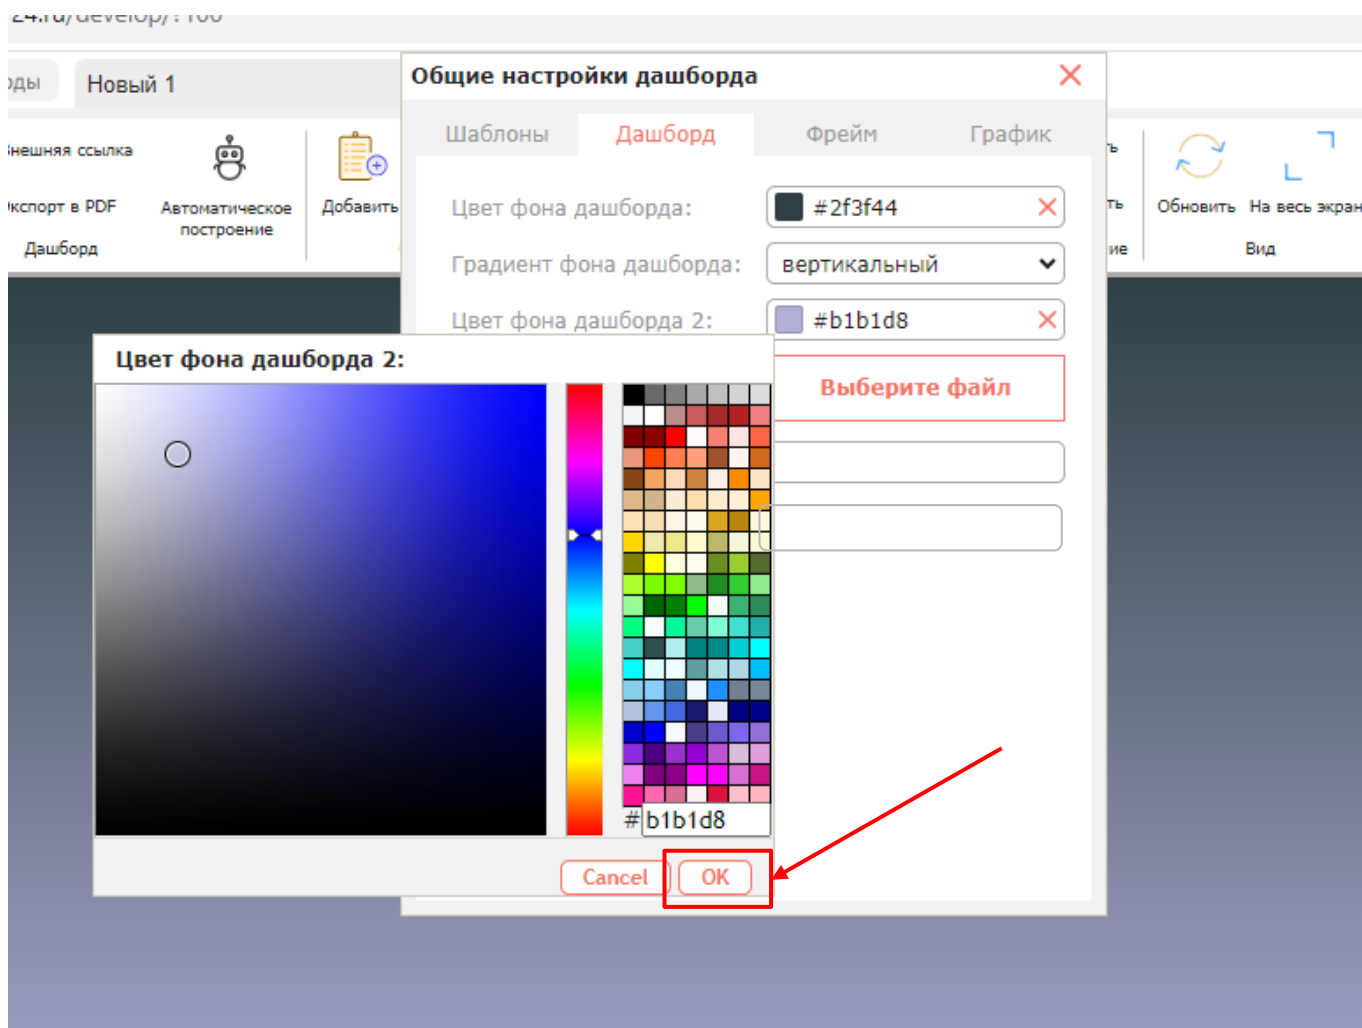 Новый 1
Общие настройки дашборда
Шаблоны Дашборд Фрейм График
ссылка
в PDF
Автоматическое
построение
Добавить
Обновить На весь экран
Дашборд
Вид
Цвет фона дашборда: #2f3f44
Градиент фона дашборда: вертикальный
Цвет фона дашборда 2: #b1b1d8
Цвет фона дашборда 2:
Выберите файл
# b1b1d8
Cancel OK